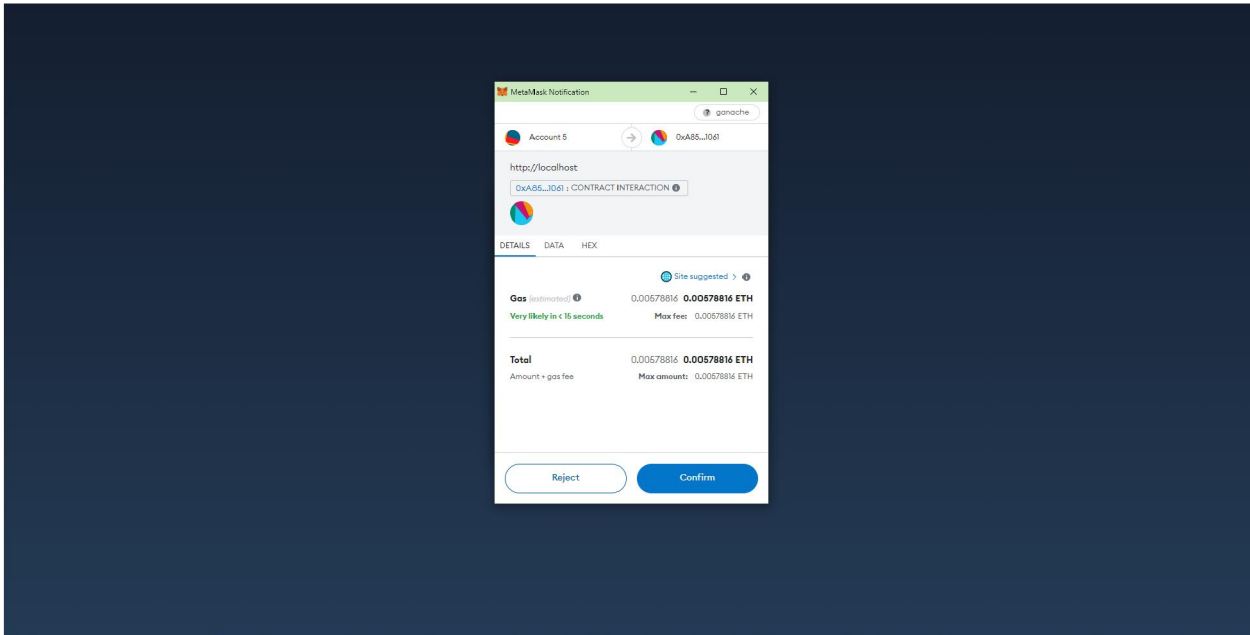 MetaMask Notification
ganache
Account 5
0xA85...1061
http://localhost
0xA85...1061 : CONTRACT INTERACTION
DETAILS DATA HEX
Site suggested >
Gas (estimated) 0.00578816 0.00578816 ETH
Very likely in < 15 seconds Max fee: 0.00578816 ETH
Total 0.00578816 0.00578816 ETH
Amount + gas fee Max amount: 0.00578816 ETH
Reject Confirm